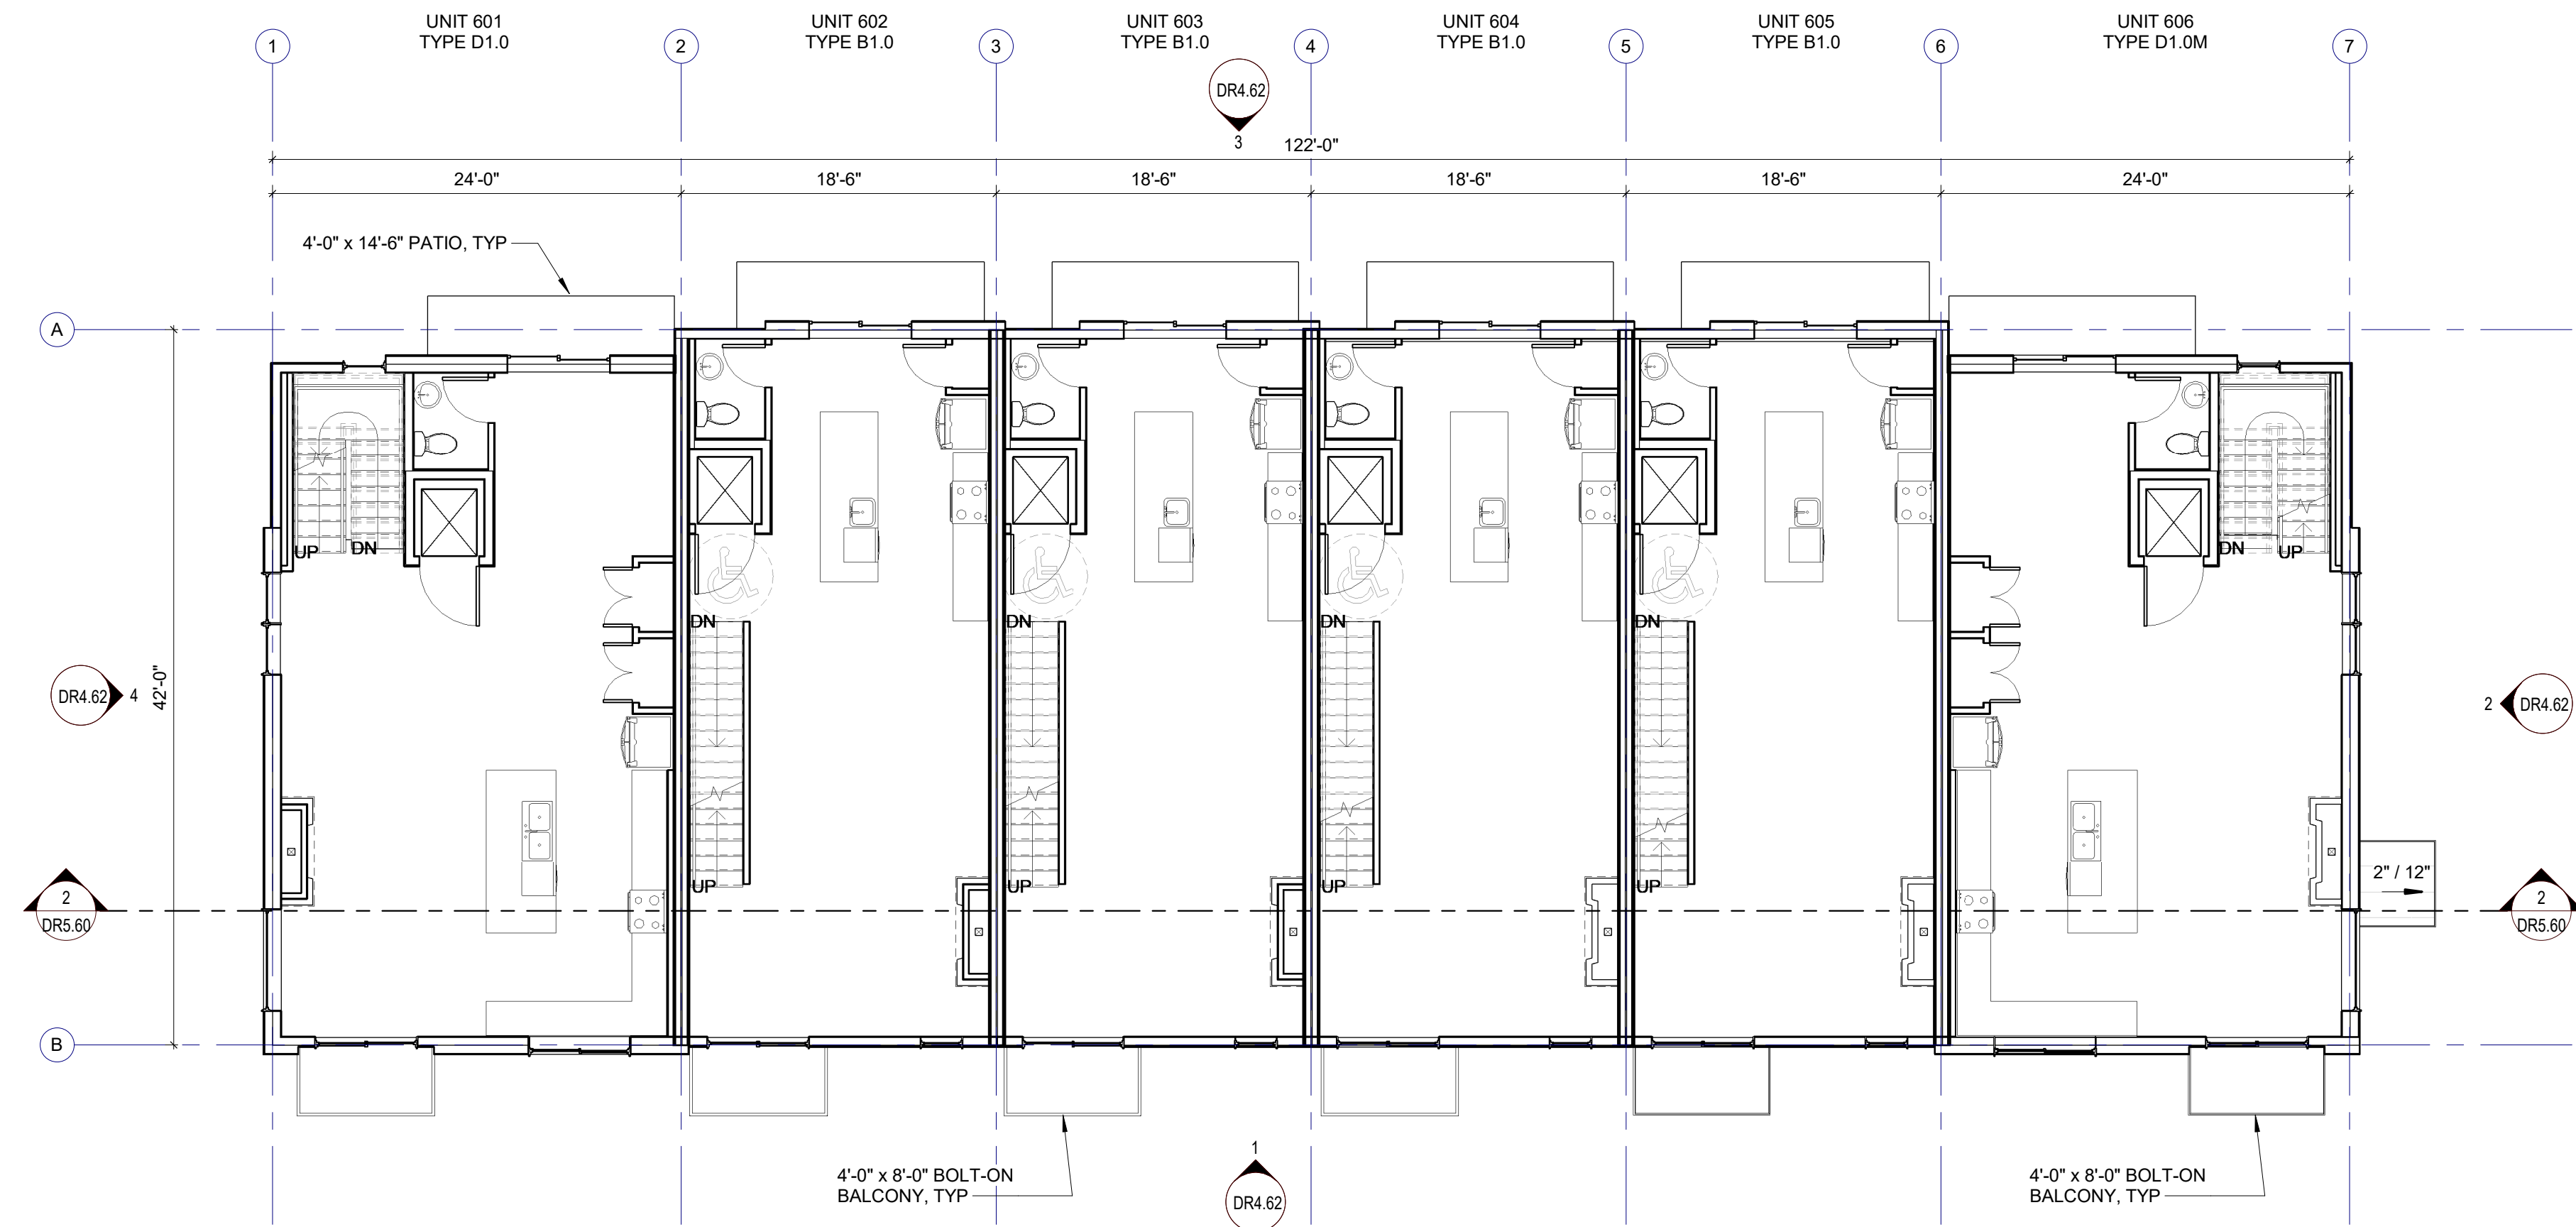 UNIT 601
TYPE D1.0
UNIT 602
TYPE B1.0
UNIT 603
TYPE B1.0
UNIT 604
TYPE B1.0
UNIT 605
TYPE B1.0
UNIT 606
TYPE D1.0M
1
2
3
4
5
6
7
DR4.62
3
122'-0"
24'-0"
18'-6"
18'-6"
18'-6"
18'-6"
24'-0"
4'-0" x 14'-6" PATIO, TYP
A
UP
DN
DN
UP
DN
DN
DN
DN
DR4.62
4
42'-0"
2
DR4.62
UP
UP
UP
UP
2" / 12"
2
DR5.60
2
DR5.60
B
4'-0" x 8'-0" BOLT-ON
BALCONY, TYP
1
DR4.62
4'-0" x 8'-0" BOLT-ON
BALCONY, TYP